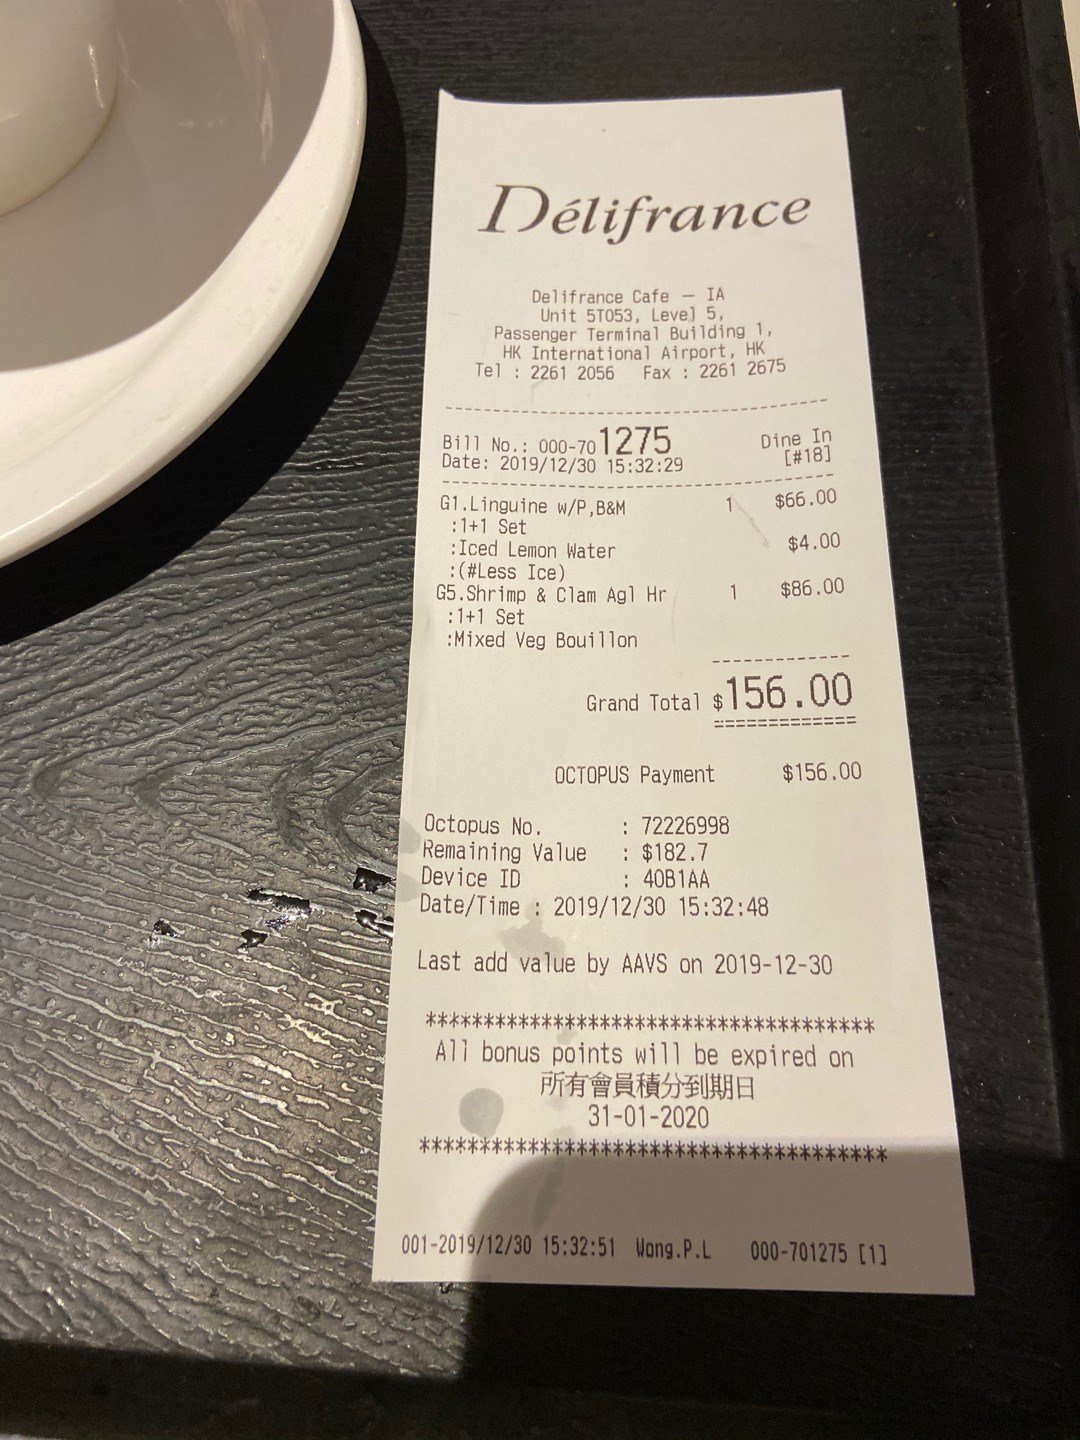 Délifrance
Delifrance Cafe – IA
Unit 5T053, Level 5,
Passenger Terminal Building 1,
HK International Airport, HK
Tel : 2261 2056 Fax : 2261 2675
--------------------------------
Bill No.: 000-701275 Dine In
Date: 2019/12/30 15:32:29 [#18]
--------------------------------
G1.Linguine w/P,B&M 1 $66.00
:1+1 Set
:Iced Lemon Water $4.00
:(#Less Ice)
G5.Shrimp & Clam Agl Hr 1 $86.00
:1+1 Set
:Mixed Veg Bouillon
------------
Grand Total $156.00
============
OCTOPUS Payment $156.00
Octopus No. : 72226998
Remaining Value : $182.7
Device ID : 40B1AA
Date/Time : 2019/12/30 15:32:48
Last add value by AAVS on 2019-12-30
**************************************
All bonus points will be expired on
所有會員積分到期日
31-01-2020
**************************************
001-2019/12/30 15:32:51 Wong.P.L 000-701275 [1]